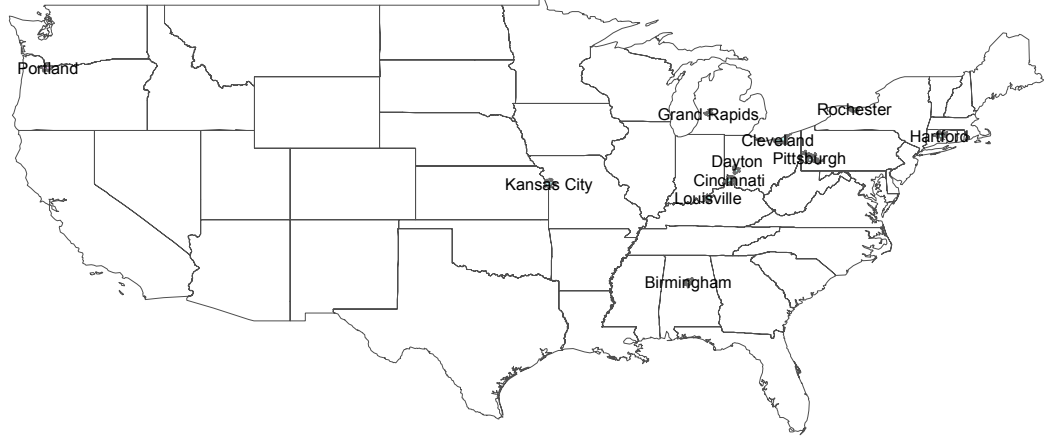 Portland
Grand Rapids
Rochester
Cleveland
Hartford
Dayton
Pittsburgh
Kansas City
Cincinnati
Louisville
Birmingham